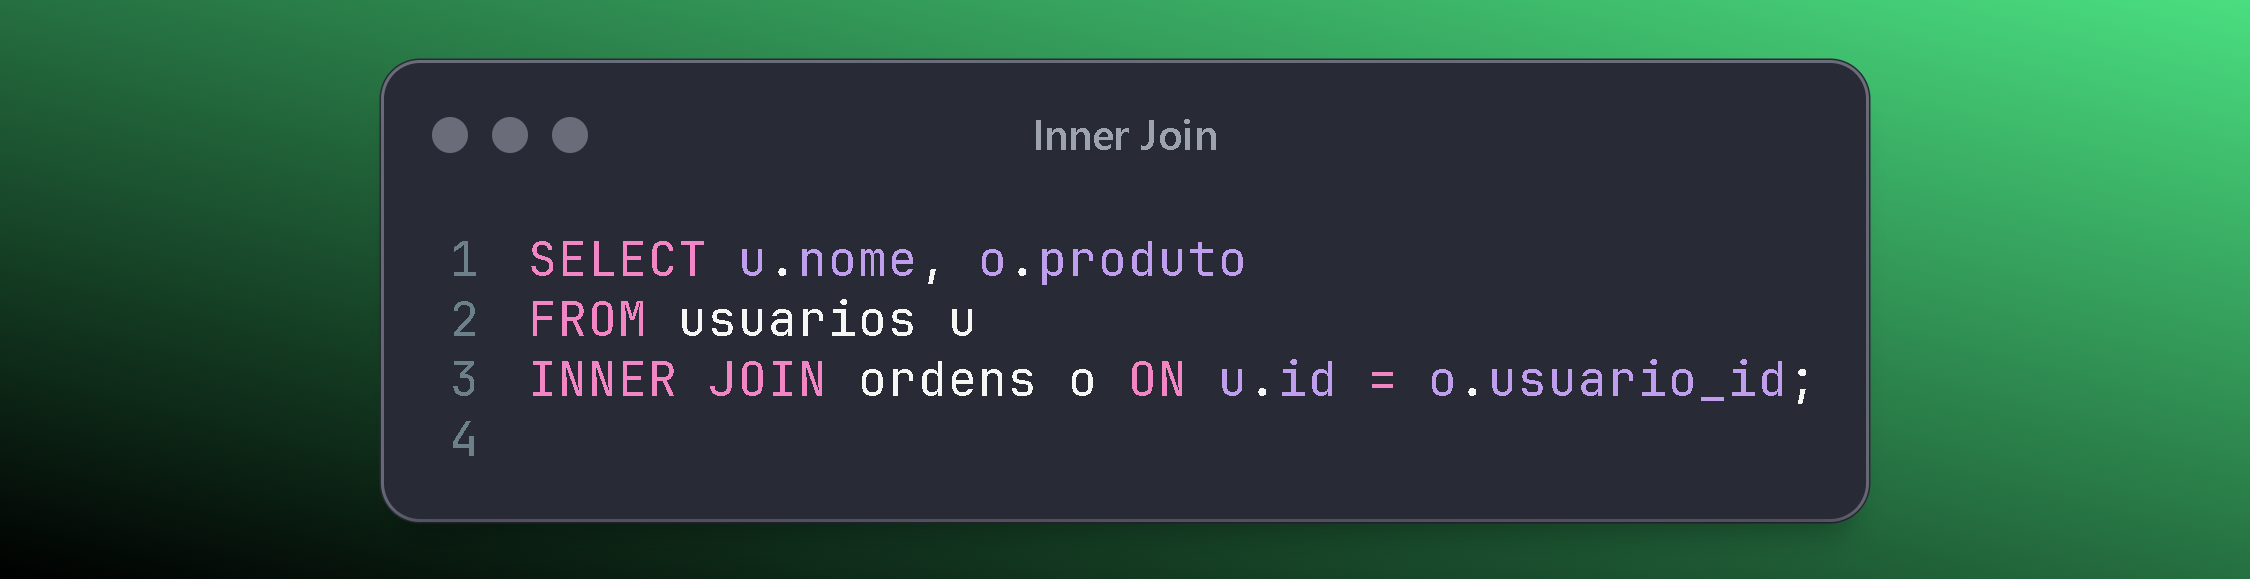 Inner Join
1 SELECT u.nome, o.produto
2 FROM usuarios u
3 INNER JOIN ordens o ON u.id = o.usuario_id;
4